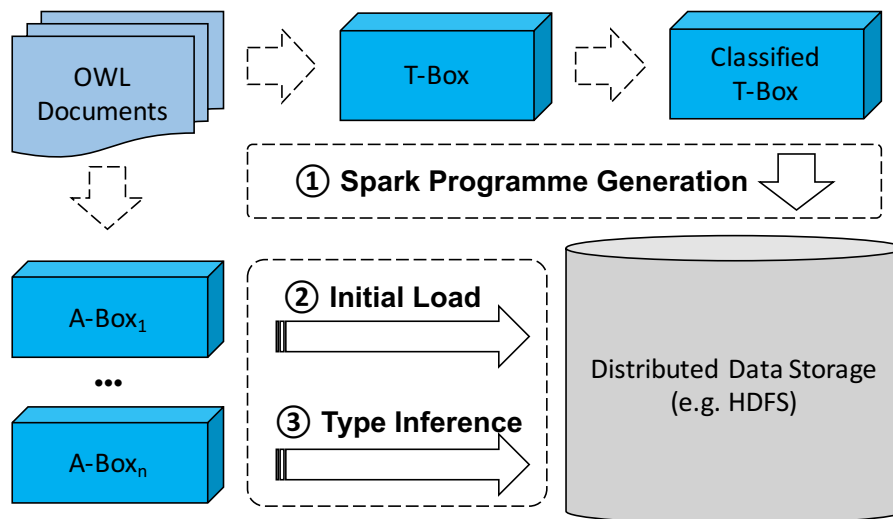 OWL
Documents
T-Box
Classified
T-Box
① Spark Programme Generation
A-Box₁
•••
A-Boxₙ
② Initial Load
③ Type Inference
Distributed Data Storage
(e.g. HDFS)